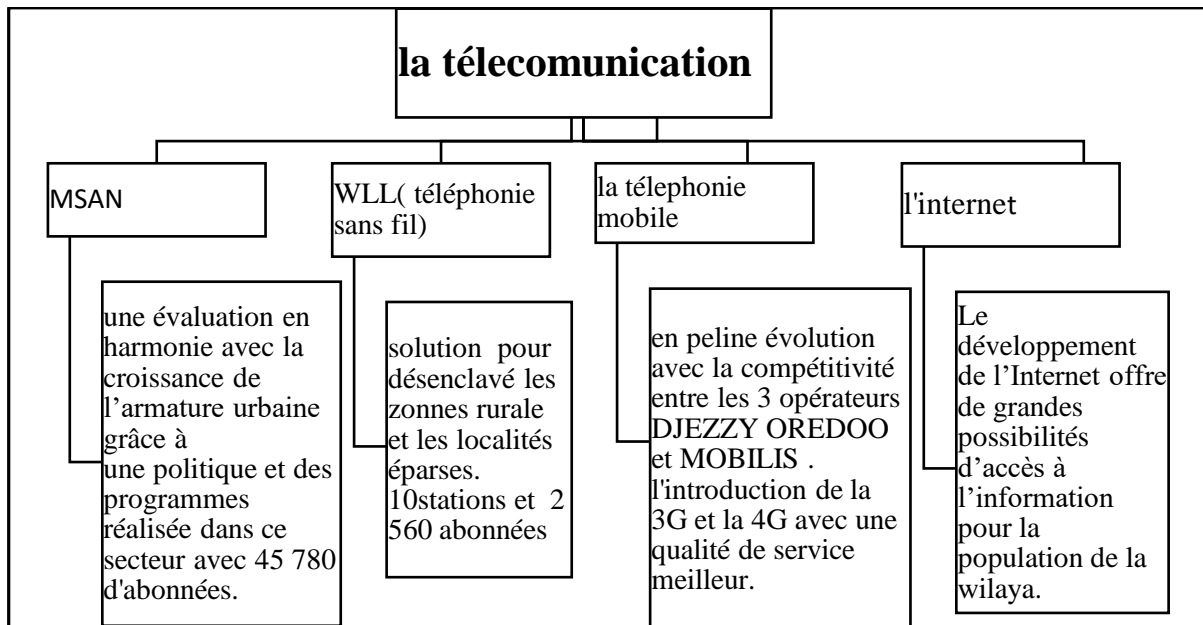 la télecomunication
MSAN
une évaluation en
harmonie avec la
croissance de
l’armature urbaine
grâce à
une politique et des
programmes
réalisée dans ce
secteur avec 45 780
d'abonnées.
WLL( téléphonie
sans fil)
solution pour
désenclavé les
zonnes rurale
et les localités
éparses.
10stations et 2
560 abonnées
la télephonie
mobile
en peline évolution
avec la compétitivité
entre les 3 opérateurs
DJEZZY OREDOO
et MOBILIS .
l'introduction de la
3G et la 4G avec une
qualité de service
meilleur.
l'internet
Le
développement
de l’Internet offre
de grandes
possibilités
d’accès à
l’information
pour la
population de la
wilaya.